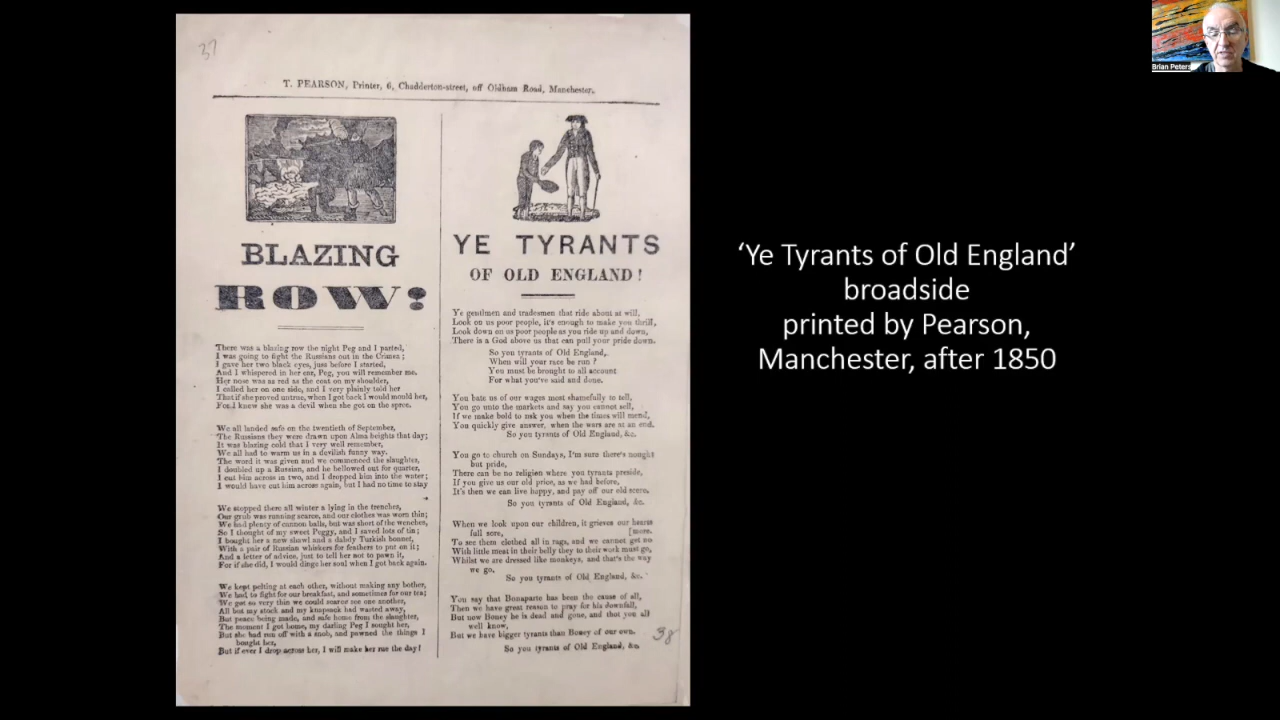 37
T. PEARSON, Printer, 6, Chadderton-street, off Oldham Road, Manchester.
BLAZING
ROW!
There was a blazing row the night Peg and I parted,
I was going to fight the Russians out in the Crimea ;
I gave her two black eyes, just before I started,
And I whispered in her ear, Peg, you will remember me.
Her nose was as red as the coat on my shoulder,
I called her on one side, and I very plainly told her
That if she proved untrue, when I got back I would mould her,
For I knew she was a devil when she got on the spree.
We all landed safe on the twentieth of September,
The Russians they were drawn upon Alma heights that day;
It was blazing cold that I very well remember,
We all had to warm us in a devilish funny way.
The word it was given and we commenced the slaughter,
I doubled up a Russian, and he bellowed out for quarter,
I cut him across in two, and I dropped him into the water;
I would have cut him across again, but I had no time to stay
We stopped there all winter a lying in the trenches,
Our grub was running scarce, and our clothes was worn thin;
We had plenty of cannon balls, but was short of the wenches,
So I thought of my sweet Peggy, and I saved lots of tin ;
I bought her a new shawl and a dandy Turkish bonnet,
With a pair of Russian whiskers for feathers to put on it;
And a letter of advice, just to tell her not to pawn it,
For if she did, I would dinge her soul when I got back again.
We kept pelting at each other, without making any bother,
We had to fight for our breakfast, and sometimes for our tea;
We got so very thin we could scarce see one another,
All but my stock and my knapsack had wasted away,
But peace being made, and safe home from the slaughter,
The moment I got home, my darling Peg I sought her,
But she had run off with a snob, and pawned the things I
bought her,
But if ever I drop across her, I will make her rue the day!
YE TYRANTS
OF OLD ENGLAND!
Ye gentlmen and tradesmen that ride about at will,
Look on us poor people, it's enough to make you thrill,
Look down on us poor people as you ride up and down,
There is a God above us that can pull your pride down.
So you tyrants of Old England,
When will your race be run ?
You must be brought to all account
For what you've said and done.
You bate us of our wages most shamefully to tell,
You go unto the markets and say you cannot sell,
If we make bold to ask you when the times will mend,
You quickly give answer, when the wars are at an end.
So you tyrants of Old England, &c.
You go to church on Sundays, I'm sure there's nought
but pride,
There can be no religion where you tyrants preside,
If you give us our old price, as we had before,
It's then we can live happy, and pay off our old score.
So you tyrants of Old England, &c.
When we look upon our children, it grieves our hearts
full sore, [more.
To see them clothed all in rags, and we cannot get no
With little meat in their belly they to their work must go,
Whilst we are dressed like monkeys, and that's the way
we go,
So you tyrants of Old England, &c.
You say that Bonaparte has been the cause of all,
Then we have great reason to pray for his downfall,
But now Boney he is dead and gone, and that you all
well know,
But we have bigger tyrants than Boney of our own.
So you tyrants of Old England, &c.
38
‘Ye Tyrants of Old England’
broadside
printed by Pearson,
Manchester, after 1850
Brian Peters